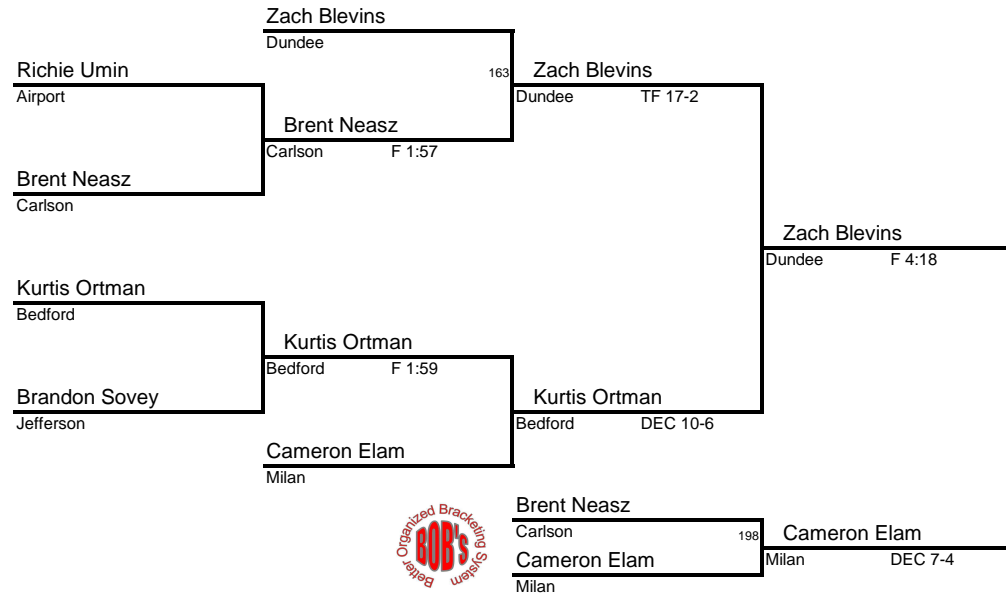 Zach Blevins
Dundee
Richie Umin
Airport
163
Zach Blevins
Dundee TF 17-2
Brent Neasz
Carlson F 1:57
Brent Neasz
Carlson
Zach Blevins
Dundee F 4:18
Kurtis Ortman
Bedford
Kurtis Ortman
Bedford F 1:59
Brandon Sovey
Jefferson
Kurtis Ortman
Bedford DEC 10-6
Cameron Elam
Milan
Better Organized Bracketing System
BOB'S
Brent Neasz
Carlson
198
Cameron Elam
Milan DEC 7-4
Cameron Elam
Milan